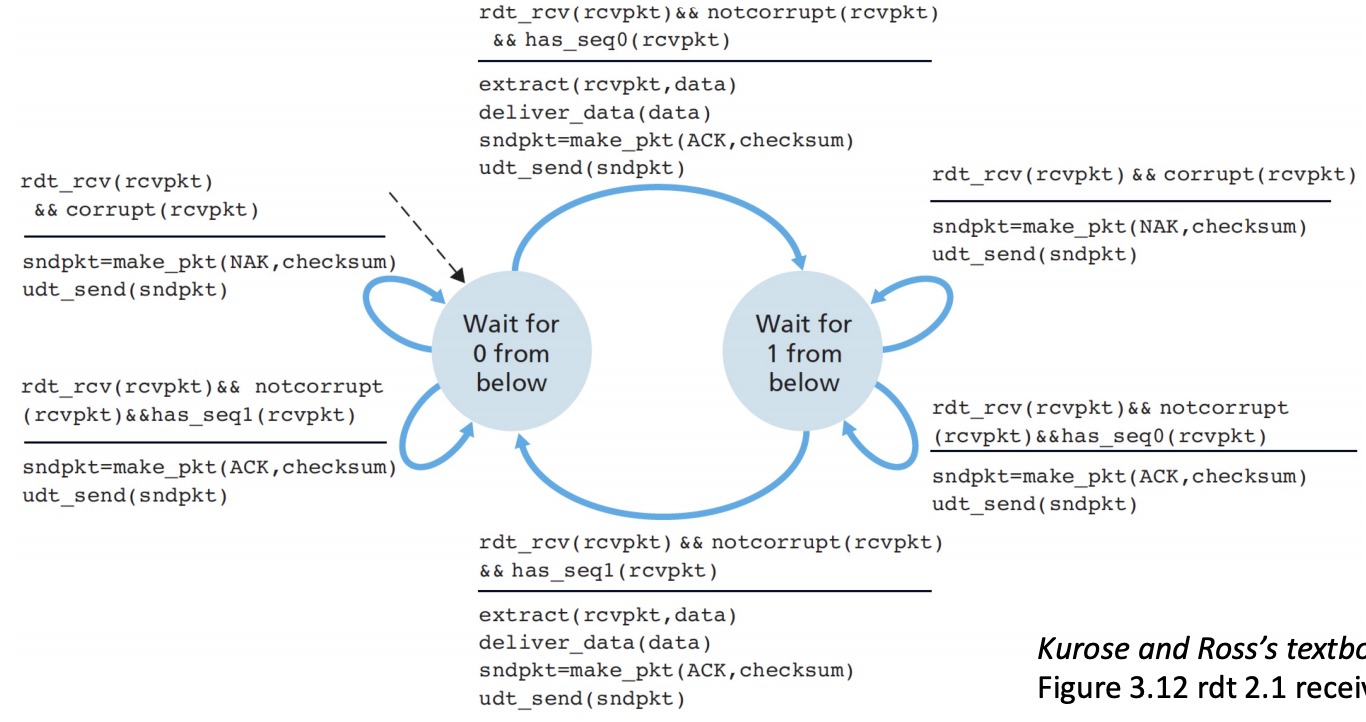 rdt_rcv(rcvpkt)&& notcorrupt(rcvpkt)
&& has_seq0(rcvpkt)
extract(rcvpkt,data)
deliver_data(data)
sndpkt=make_pkt(ACK,checksum)
udt_send(sndpkt)
rdt_rcv(rcvpkt)
&& corrupt(rcvpkt)
sndpkt=make_pkt(NAK,checksum)
udt_send(sndpkt)
rdt_rcv(rcvpkt) && corrupt(rcvpkt)
sndpkt=make_pkt(NAK,checksum)
udt_send(sndpkt)
Wait for
0 from
below
Wait for
1 from
below
rdt_rcv(rcvpkt)&& notcorrupt
(rcvpkt)&&has_seq1(rcvpkt)
sndpkt=make_pkt(ACK,checksum)
udt_send(sndpkt)
rdt_rcv(rcvpkt)&& notcorrupt
(rcvpkt)&&has_seq0(rcvpkt)
sndpkt=make_pkt(ACK,checksum)
udt_send(sndpkt)
rdt_rcv(rcvpkt) && notcorrupt(rcvpkt)
&& has_seq1(rcvpkt)
extract(rcvpkt,data)
deliver_data(data)
sndpkt=make_pkt(ACK,checksum)
udt_send(sndpkt)
Kurose and Ross's
Figure 3.12 rdt 2.1